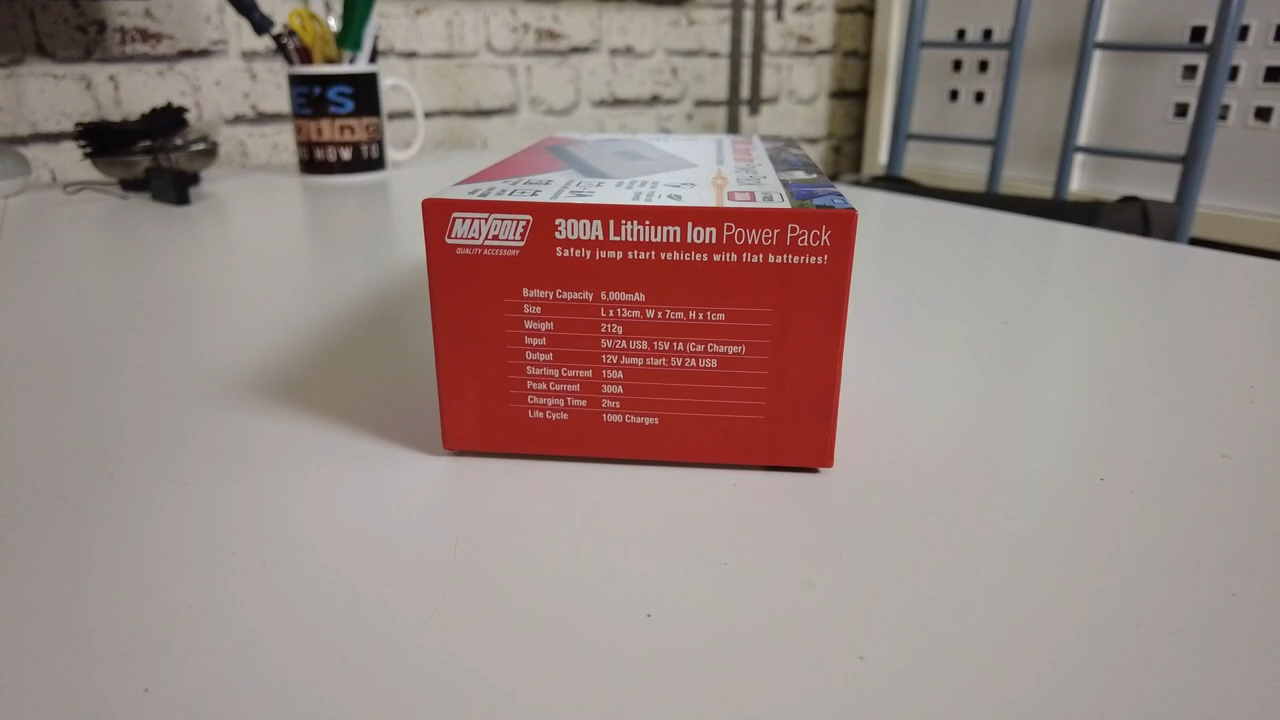 E'S
HOW TO
MAYPOLE
QUALITY ACCESSORY
300A Lithium Ion Power Pack
Safely jump start vehicles with flat batteries!
Battery Capacity 6,000mAh
Size L x 13cm, W x 7cm, H x 1cm
Weight 212g
Input 5V/2A USB, 15V 1A (Car Charger)
Output 12V Jump start; 5V 2A USB
Starting Current 150A
Peak Current 300A
Charging Time 2hrs
Life Cycle 1000 Charges